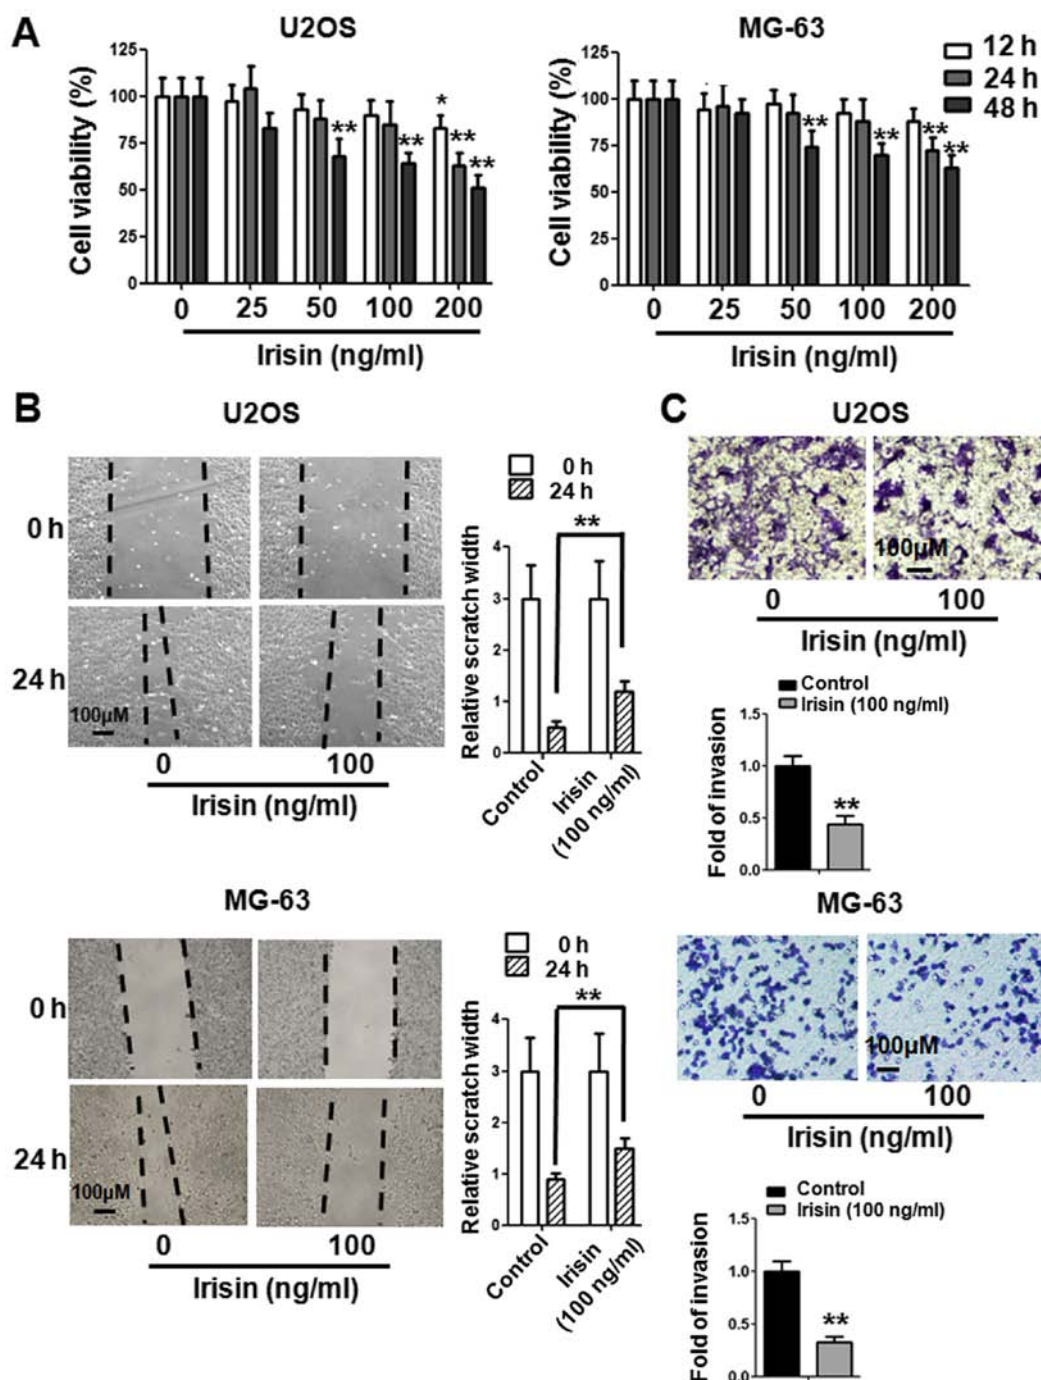 A
U2OS
MG-63
12 h
24 h
48 h
Cell viability (%)
125
100
75
50
25
0
*
**
**
**
**
0 25 50 100 200
Irisin (ng/ml)
Cell viability (%)
125
100
75
50
25
0
**
**
**
**
0 25 50 100 200
Irisin (ng/ml)
B
U2OS
0 h
24 h
100µM
0 100
Irisin (ng/ml)
0 h
24 h
**
Relative scratch width
4
3
2
1
0
Control
Irisin
(100 ng/ml)
MG-63
0 h
24 h
100µM
0 100
Irisin (ng/ml)
0 h
24 h
**
Relative scratch width
4
3
2
1
0
Control
Irisin
(100 ng/ml)
C
U2OS
100µM
0 100
Irisin (ng/ml)
Control
Irisin (100 ng/ml)
Fold of invasion
1.5
1.0
0.5
0.0
**
MG-63
100µM
0 100
Irisin (ng/ml)
Control
Irisin (100 ng/ml)
Fold of invasion
1.5
1.0
0.5
0.0
**